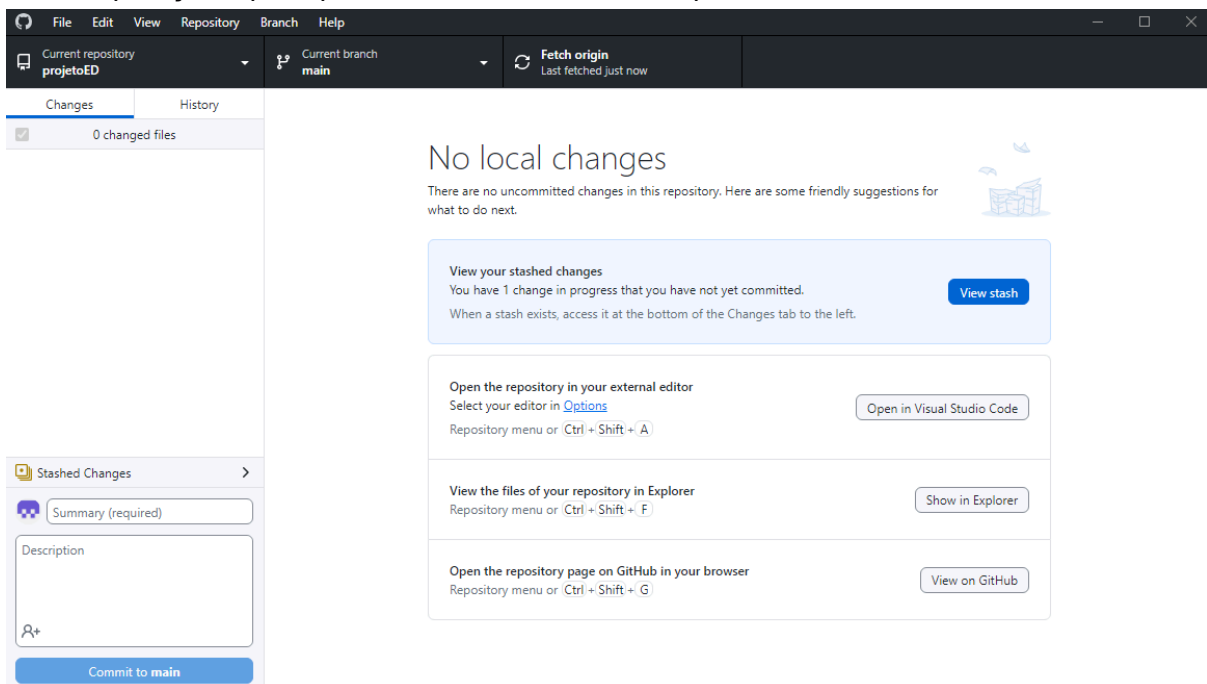 File Edit View Repository Branch Help
Current repository
projetoED
Current branch
main
Fetch origin
Last fetched just now
Changes History
0 changed files
No local changes
There are no uncommitted changes in this repository. Here are some friendly suggestions for
what to do next.
View your stashed changes
You have 1 change in progress that you have not yet committed.
When a stash exists, access it at the bottom of the Changes tab to the left.
View stash
Open the repository in your external editor
Select your editor in Options
Repository menu or Ctrl + Shift + A
Open in Visual Studio Code
View the files of your repository in Explorer
Repository menu or Ctrl + Shift + F
Show in Explorer
Open the repository page on GitHub in your browser
Repository menu or Ctrl + Shift + G
View on GitHub
Stashed Changes
Summary (required)
Description
Commit to main